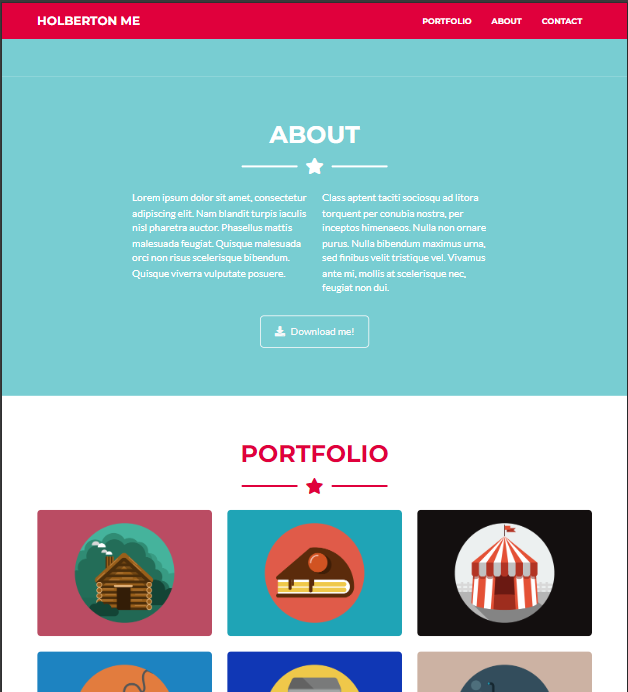 HOLBERTON ME
PORTFOLIO ABOUT CONTACT
ABOUT
Lorem ipsum dolor sit amet, consectetur
adipiscing elit. Nam blandit turpis iaculis
nisl pharetra auctor. Phasellus mattis
malesuada feugiat. Quisque malesuada
orci non risus scelerisque bibendum.
Quisque viverra vulputate posuere.
Class aptent taciti sociosqu ad litora
torquent per conubia nostra, per
inceptos himenaeos. Nulla non ornare
purus. Nulla bibendum maximus urna,
sed finibus velit tristique vel. Vivamus
ante mi, mollis at scelerisque nec,
feugiat non dui.
Download me!
PORTFOLIO